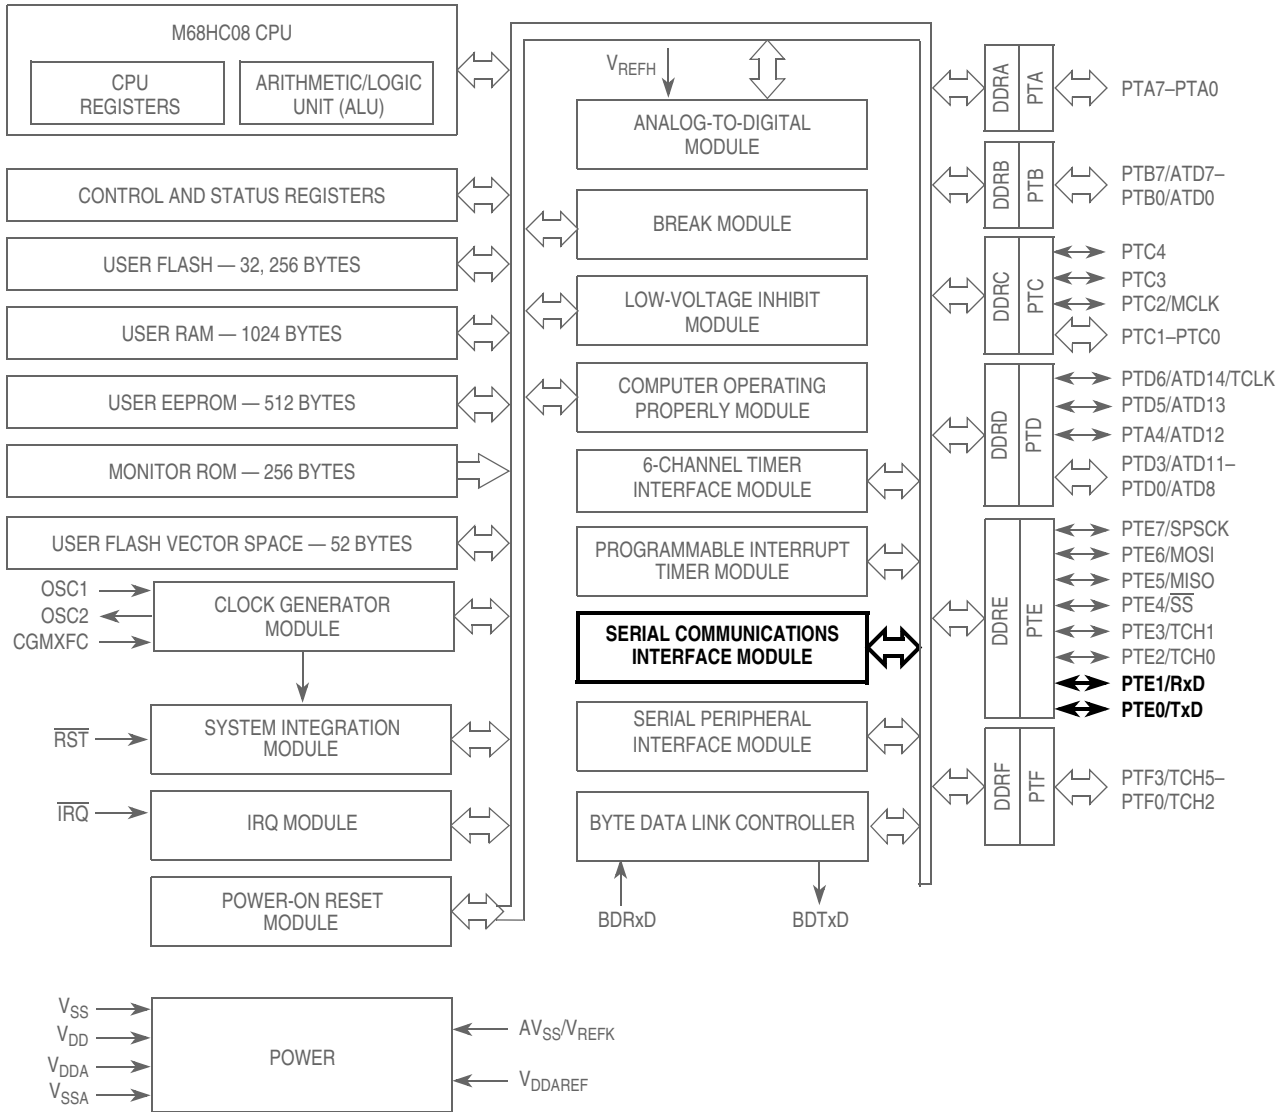 M68HC08 CPU
CPU
REGISTERS
ARITHMETIC/LOGIC
UNIT (ALU)
CONTROL AND STATUS REGISTERS
USER FLASH — 32, 256 BYTES
USER RAM — 1024 BYTES
USER EEPROM — 512 BYTES
MONITOR ROM — 256 BYTES
USER FLASH VECTOR SPACE — 52 BYTES
OSC1
OSC2
CGMXFC
CLOCK GENERATOR
MODULE
RST
SYSTEM INTEGRATION
MODULE
IRQ
IRQ MODULE
POWER-ON RESET
MODULE
VSS
VDD
VDDA
VSSA
POWER
AVSS/VREFK
VDDAREF
VREFH
ANALOG-TO-DIGITAL
MODULE
BREAK MODULE
LOW-VOLTAGE INHIBIT
MODULE
COMPUTER OPERATING
PROPERLY MODULE
6-CHANNEL TIMER
INTERFACE MODULE
PROGRAMMABLE INTERRUPT
TIMER MODULE
SERIAL COMMUNICATIONS
INTERFACE MODULE
SERIAL PERIPHERAL
INTERFACE MODULE
BYTE DATA LINK CONTROLLER
BDRxD
BDTxD
DDRA
PTA
PTA7–PTA0
DDRB
PTB
PTB7/ATD7–
PTB0/ATD0
DDRC
PTC
PTC4
PTC3
PTC2/MCLK
PTC1–PTC0
DDRD
PTD
PTD6/ATD14/TCLK
PTD5/ATD13
PTA4/ATD12
PTD3/ATD11–
PTD0/ATD8
DDRE
PTE
PTE7/SPSCK
PTE6/MOSI
PTE5/MISO
PTE4/SS
PTE3/TCH1
PTE2/TCH0
PTE1/RxD
PTE0/TxD
DDRF
PTF
PTF3/TCH5–
PTF0/TCH2